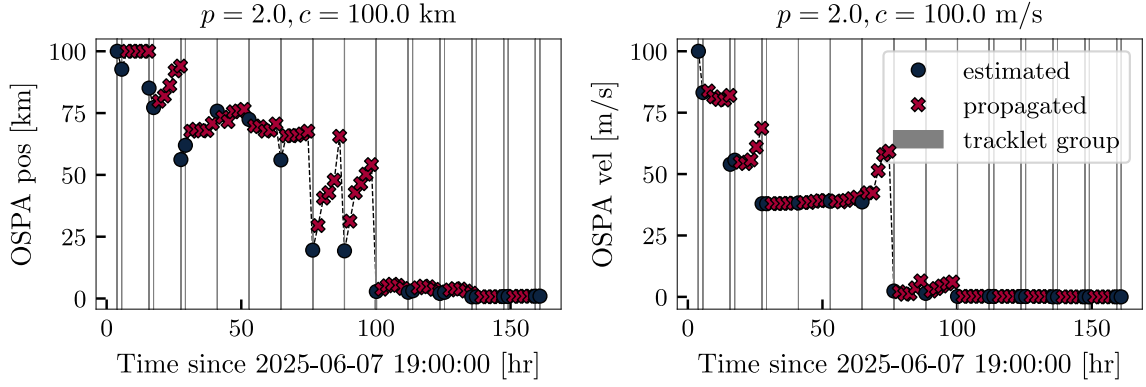 p = 2.0, c = 100.0 km
100
75
50
25
0
OSPA pos [km]
0
50
100
150
Time since 2025-06-07 19:00:00 [hr]
p = 2.0, c = 100.0 m/s
100
75
50
25
0
OSPA vel [m/s]
estimated
propagated
tracklet group
0
50
100
150
Time since 2025-06-07 19:00:00 [hr]